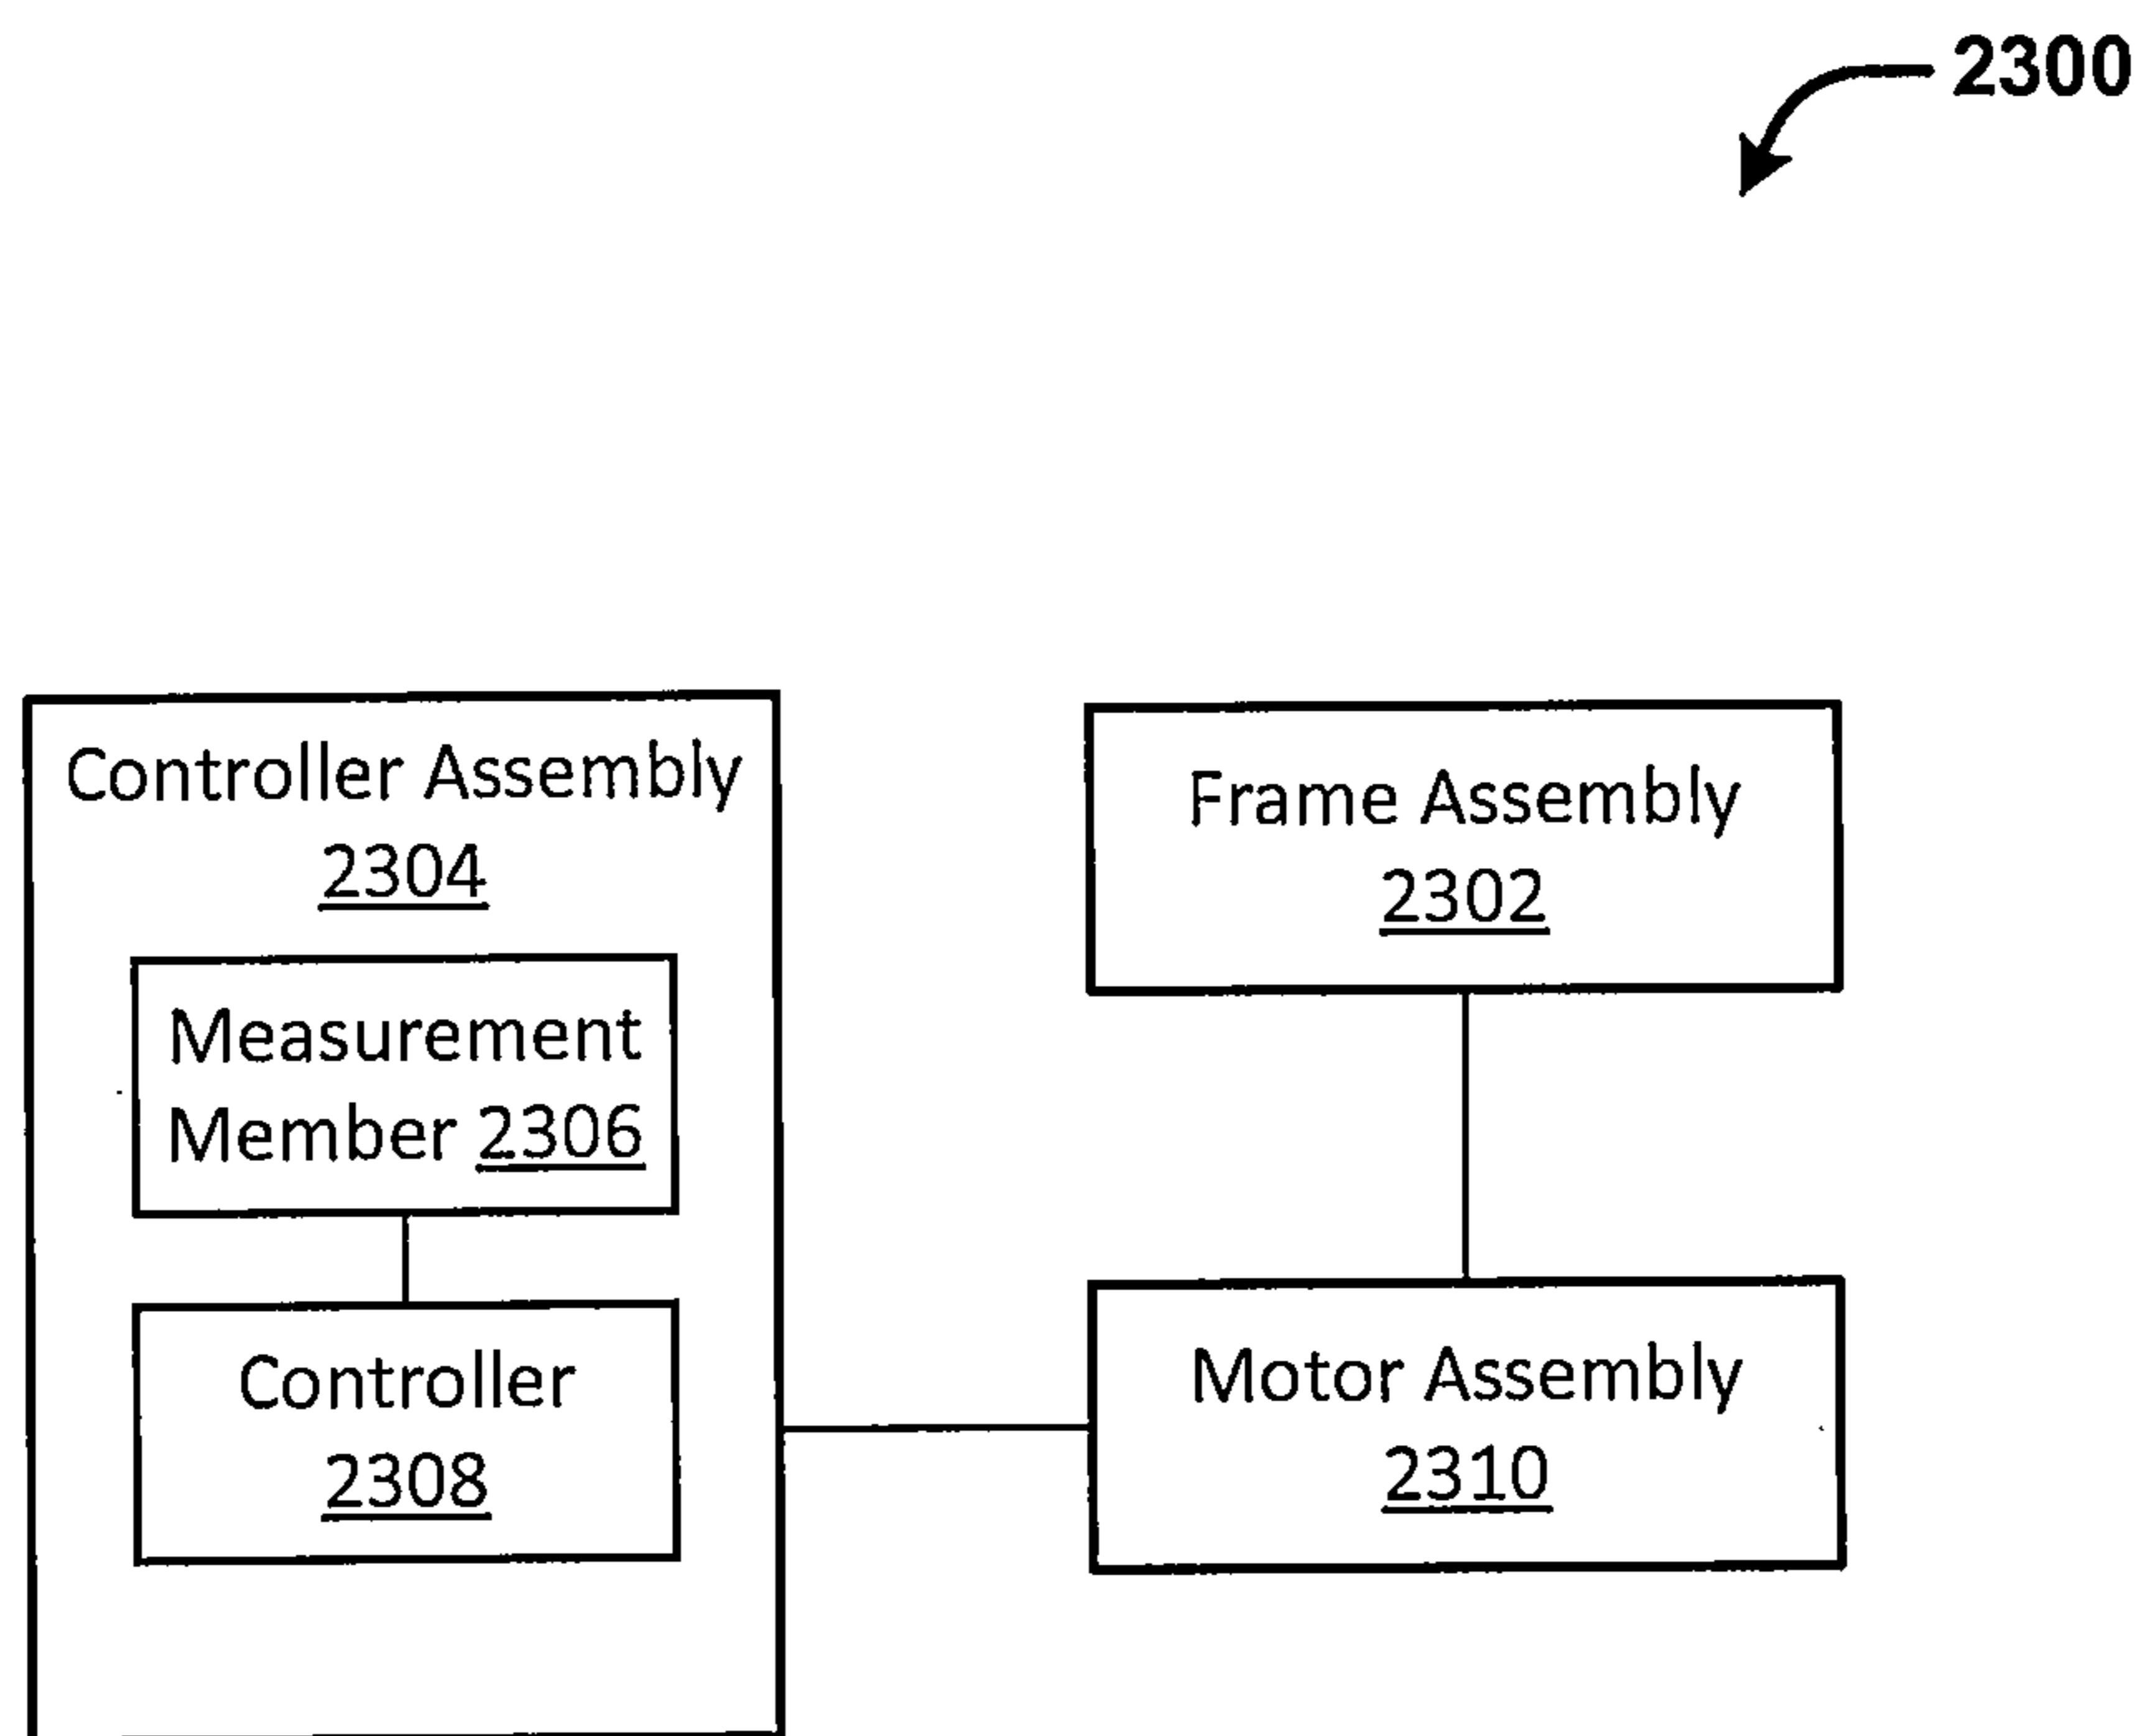 2300
Controller Assembly
2304
Measurement
Member 2306
Controller
2308
Frame Assembly
2302
Motor Assembly
2310